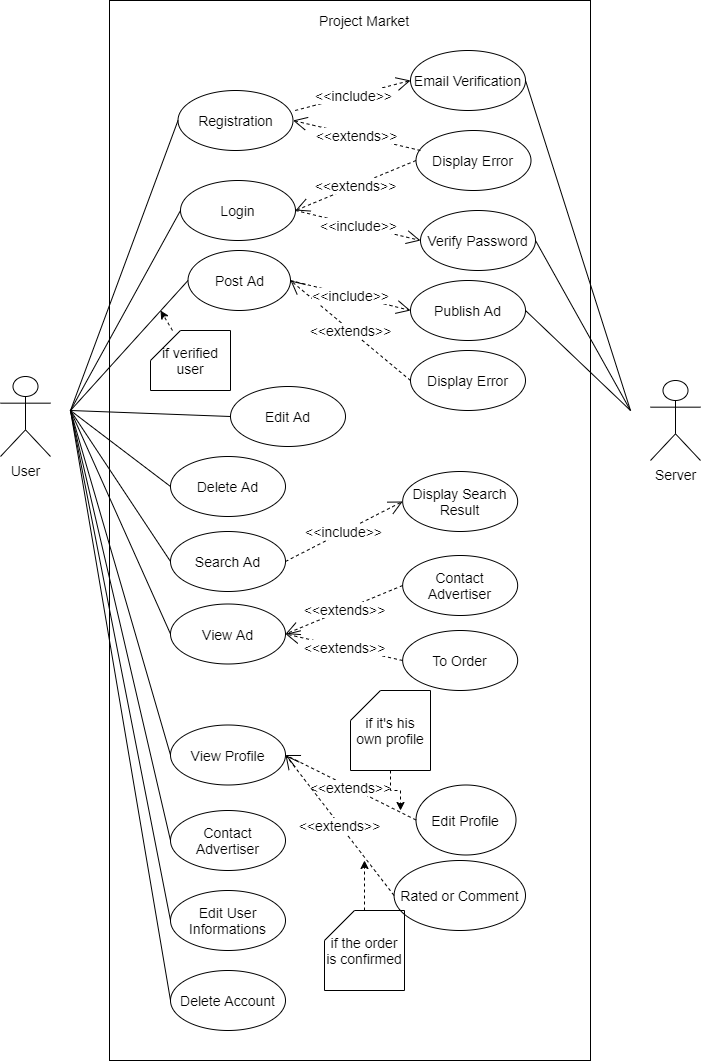 Project Market
Email Verification
<<include>>
Registration
<<extends>>
Display Error
<<extends>>
Login
<<include>>
Verify Password
Post Ad
<<include>>
Publish Ad
<<extends>>
if verified
user
Display Error
Edit Ad
User
Server
Delete Ad
Display Search
Result
<<include>>
Search Ad
Contact
Advertiser
<<extends>>
View Ad
<<extends>>
To Order
if it's his
own profile
View Profile
<<extends>>
Edit Profile
<<extends>>
Contact
Advertiser
Rated or Comment
Edit User
Informations
if the order
is confirmed
Delete Account